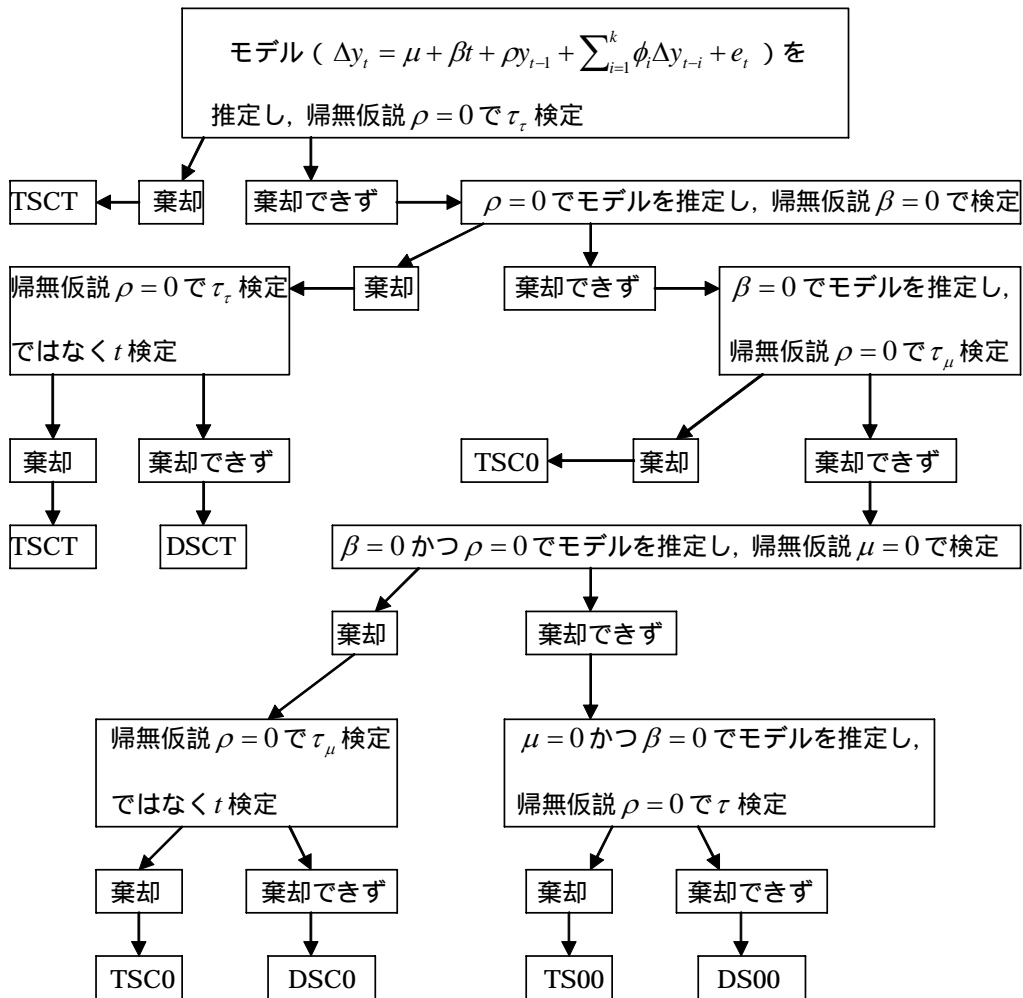 モデル（ Δy_t = μ + βt + ρy_{t−1} + ∑_{i=1}^{k} φ_iΔy_{t−i} + e_t ）を
推定し, 帰無仮説 ρ = 0 で τ_τ 検定
TSCT
棄却
棄却できず
ρ = 0 でモデルを推定し, 帰無仮説 β = 0 で検定
帰無仮説 ρ = 0 で τ_τ 検定
ではなく t 検定
棄却
棄却できず
β = 0 でモデルを推定し,
帰無仮説 ρ = 0 で τ_μ 検定
棄却
棄却できず
TSC0
棄却
棄却できず
TSCT
DSCT
β = 0 かつ ρ = 0 でモデルを推定し, 帰無仮説 μ = 0 で検定
棄却
棄却できず
帰無仮説 ρ = 0 で τ_μ 検定
ではなく t 検定
μ = 0 かつ β = 0 でモデルを推定し,
帰無仮説 ρ = 0 で τ 検定
棄却
棄却できず
棄却
棄却できず
TSC0
DSC0
TS00
DS00